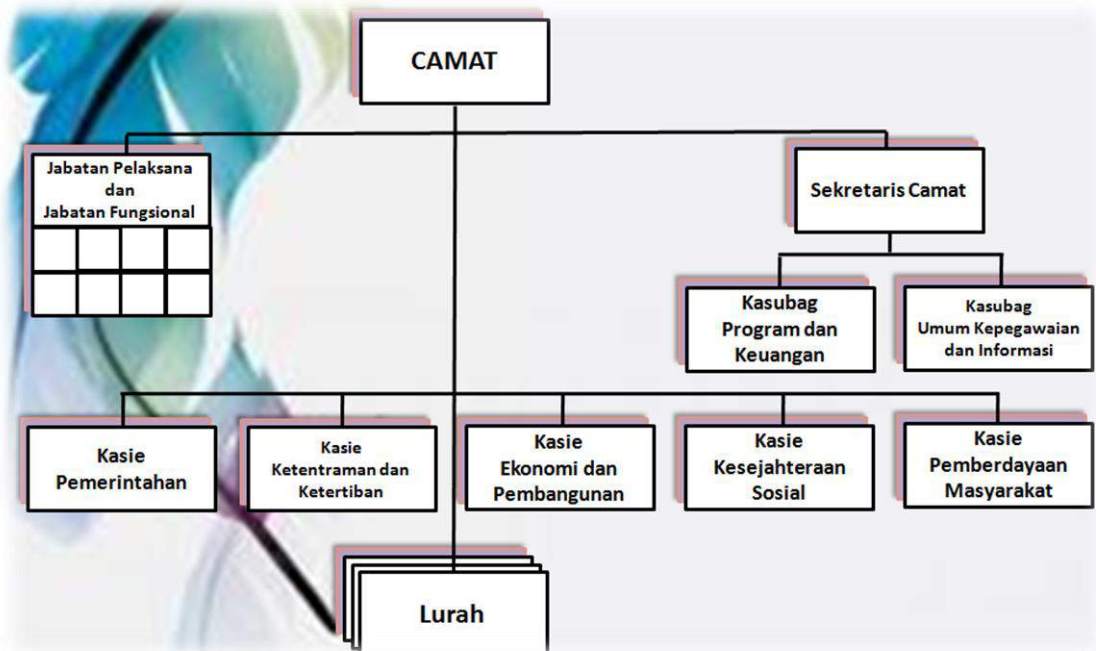 CAMAT
Jabatan Pelaksana
dan
Jabatan Fungsional
Sekretaris Camat
Kasubag
Program dan
Keuangan
Kasubag
Umum Kepegawaian
dan Informasi
Kasie
Pemerintahan
Kasie
Ketentraman dan
Ketertiban
Kasie
Ekonomi dan
Pembangunan
Kasie
Kesejahteraan
Sosial
Kasie
Pemberdayaan
Masyarakat
Lurah